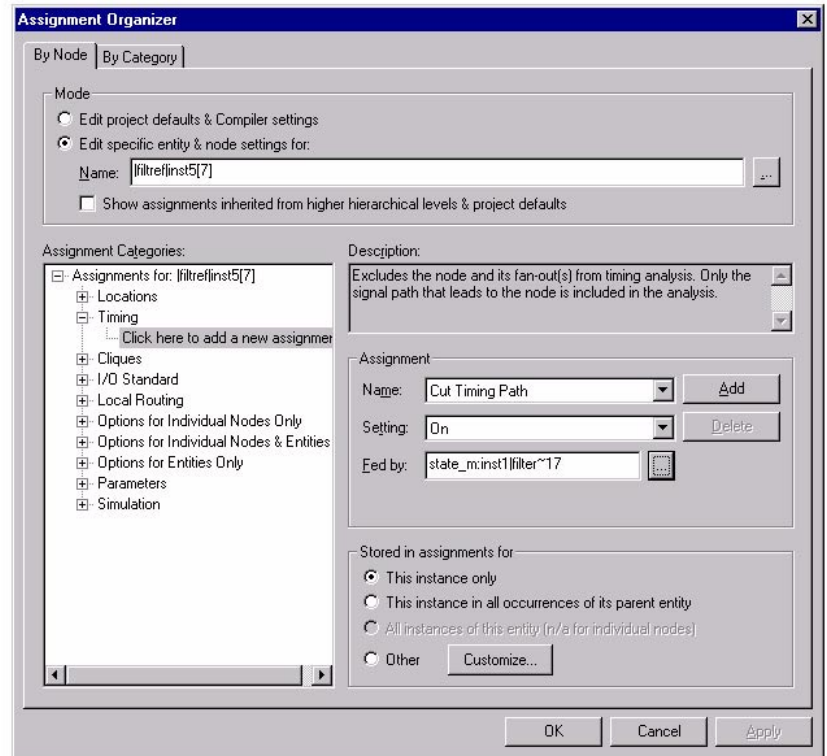 Assignment Organizer
By Node
By Category
Mode
Edit project defaults & Compiler settings
Edit specific entity & node settings for:
Name: |filtref|inst5[7]
...
Show assignments inherited from higher hierarchical levels & project defaults
Assignment Categories:
Assignments for: |filtref|inst5[7]
Locations
Timing
Click here to add a new assignmer
Cliques
I/O Standard
Local Routing
Options for Individual Nodes Only
Options for Individual Nodes & Entities
Options for Entities Only
Parameters
Simulation
Description:
Excludes the node and its fan-out(s) from timing analysis. Only the
signal path that leads to the node is included in the analysis.
Assignment
Name: Cut Timing Path
Add
Setting: On
Delete
Fed by: state_m:inst1|filter~17
...
Stored in assignments for
This instance only
This instance in all occurrences of its parent entity
All instances of this entity (n/a for individual nodes)
Other
Customize...
OK
Cancel
Apply